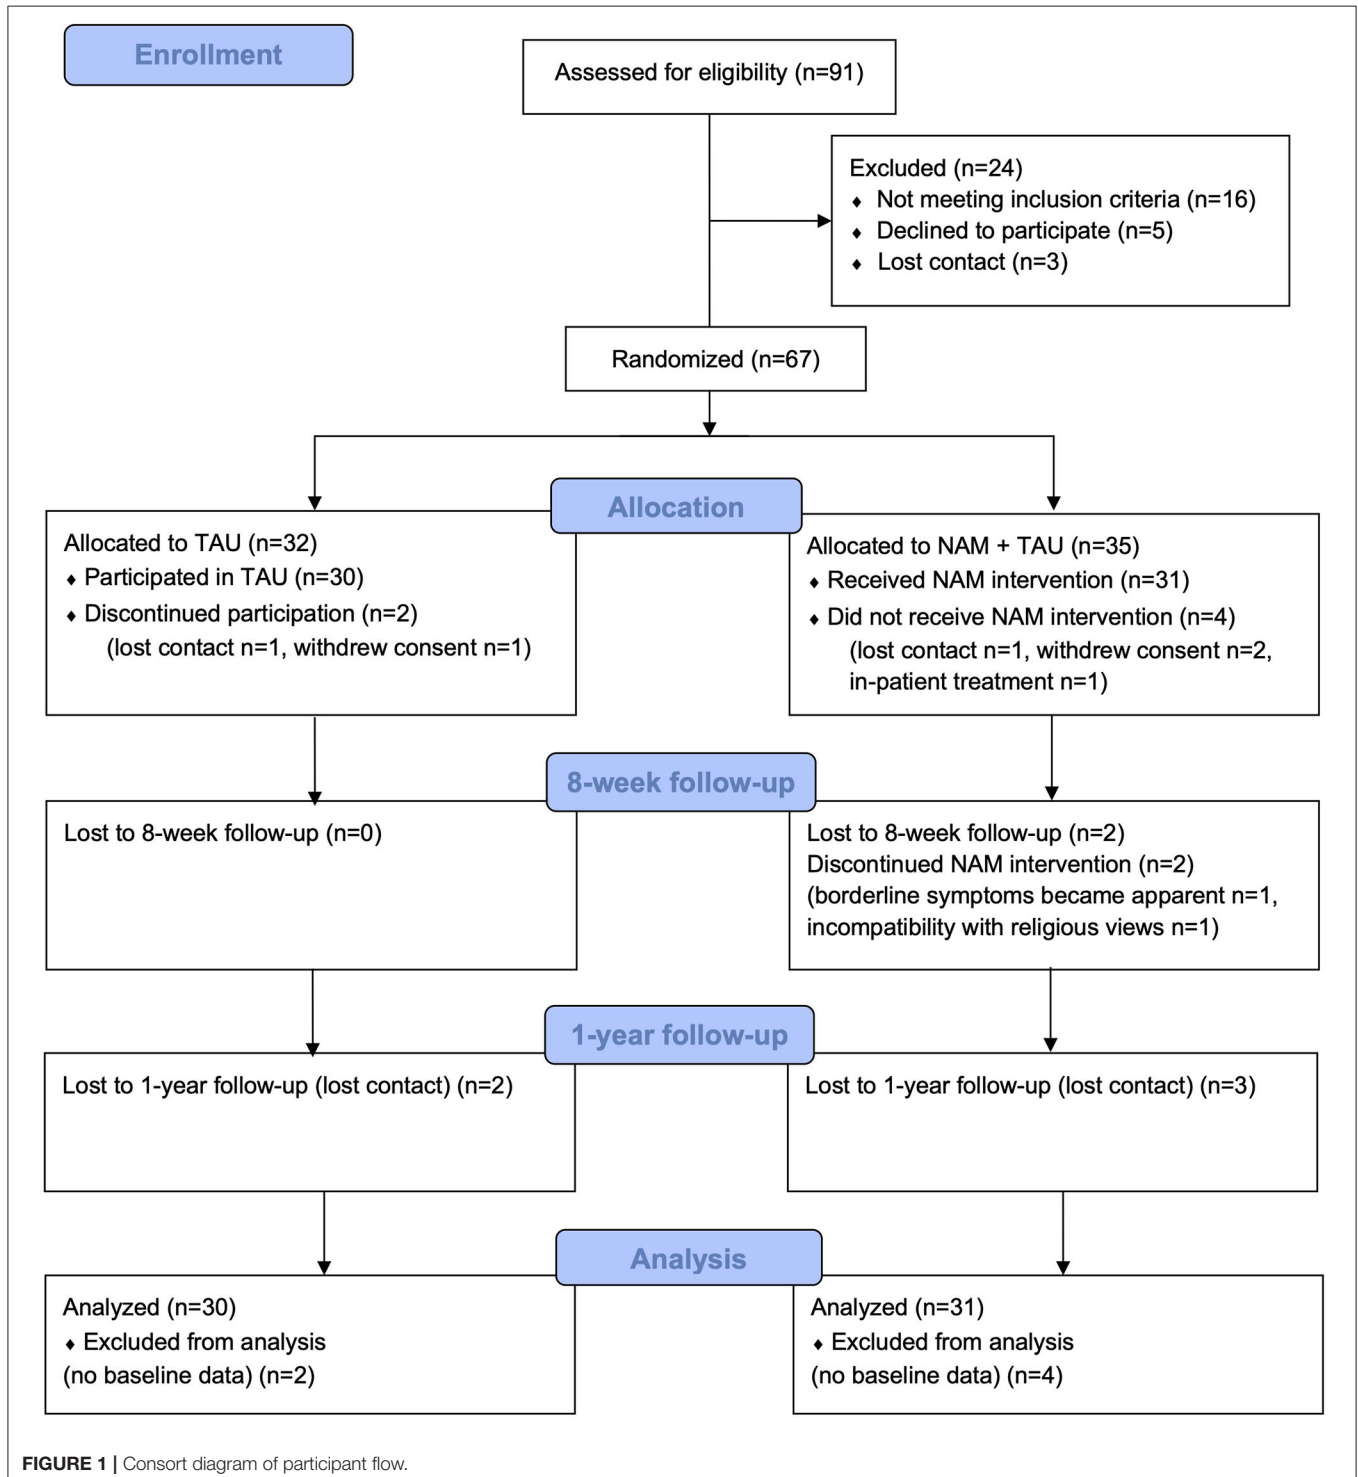 Enrollment
Assessed for eligibility (n=91)
Excluded (n=24)
♦ Not meeting inclusion criteria (n=16)
♦ Declined to participate (n=5)
♦ Lost contact (n=3)
Randomized (n=67)
Allocation
Allocated to TAU (n=32)
♦ Participated in TAU (n=30)
♦ Discontinued participation (n=2)
(lost contact n=1, withdrew consent n=1)
Allocated to NAM + TAU (n=35)
♦ Received NAM intervention (n=31)
♦ Did not receive NAM intervention (n=4)
(lost contact n=1, withdrew consent n=2,
in-patient treatment n=1)
8-week follow-up
Lost to 8-week follow-up (n=0)
Lost to 8-week follow-up (n=2)
Discontinued NAM intervention (n=2)
(borderline symptoms became apparent n=1,
incompatibility with religious views n=1)
1-year follow-up
Lost to 1-year follow-up (lost contact) (n=2)
Lost to 1-year follow-up (lost contact) (n=3)
Analysis
Analyzed (n=30)
♦ Excluded from analysis
(no baseline data) (n=2)
Analyzed (n=31)
♦ Excluded from analysis
(no baseline data) (n=4)
FIGURE 1 | Consort diagram of participant flow.